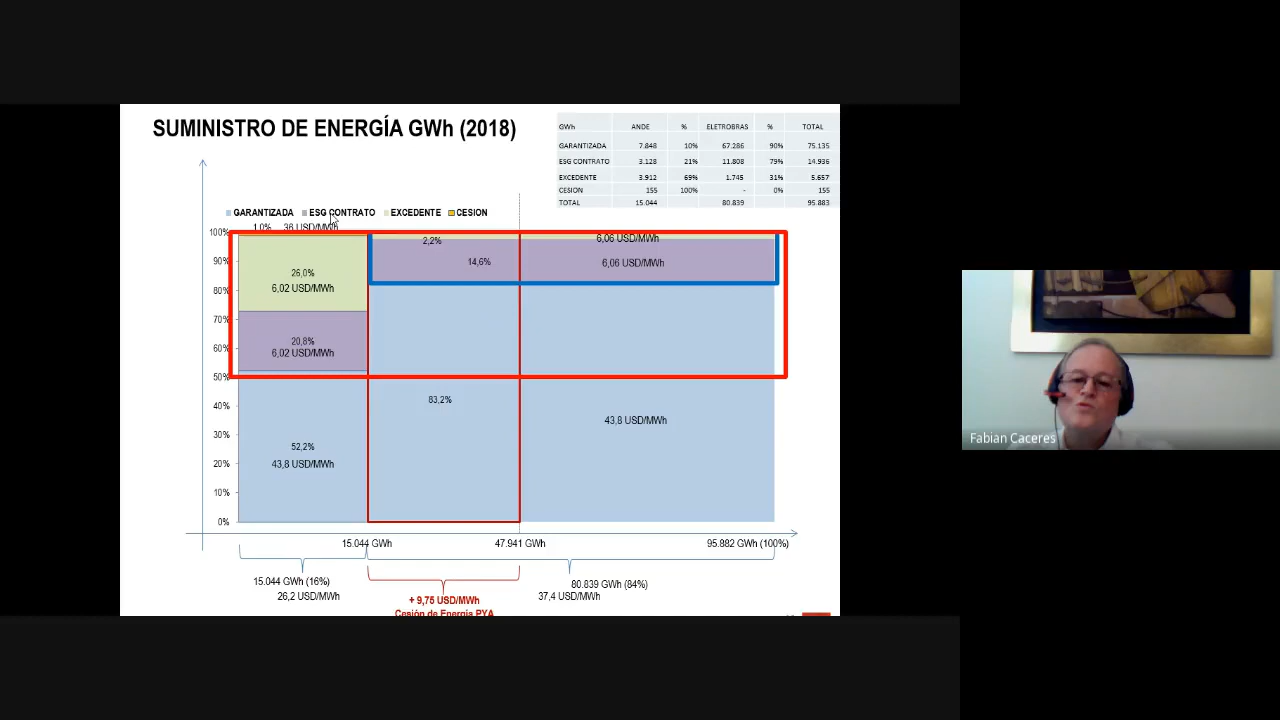 SUMINISTRO DE ENERGÍA GWh (2018)
GWh ANDE % ELETROBRAS % TOTAL
GARANTIZADA 7.848 10% 67.286 90% 75.135
ESG CONTRATO 3.128 21% 11.808 79% 14.936
EXCEDENTE 3.912 69% 1.745 31% 5.657
CESION 155 100% - 0% 155
TOTAL 15.044 80.839 95.883
GARANTIZADA ESG CONTRATO EXCEDENTE CESION
1,0% 36 USD/MWh
100%
90%
80%
70%
60%
50%
40%
30%
20%
10%
0%
26,0%
6,02 USD/MWh
20,8%
6,02 USD/MWh
52,2%
43,8 USD/MWh
2,2%
14,6%
83,2%
6,06 USD/MWh
6,06 USD/MWh
43,8 USD/MWh
15.044 GWh 47.941 GWh 95.882 GWh (100%)
15.044 GWh (16%)
26,2 USD/MWh
+ 9,75 USD/MWh
Cesión de Energía PYA
80.839 GWh (84%)
37,4 USD/MWh
Fabian Caceres